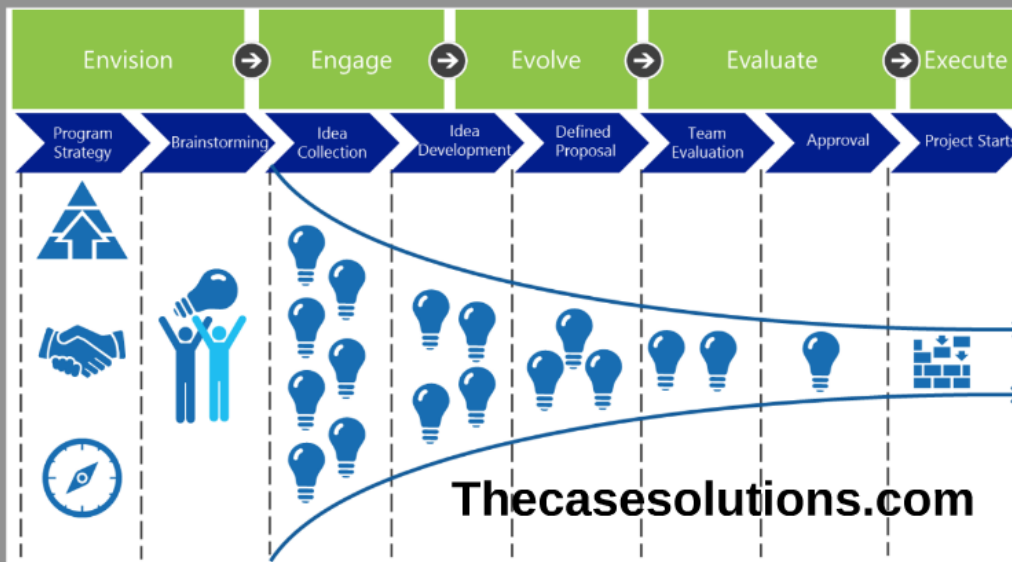 Envision
Engage
Evolve
Evaluate
Execute
Program
Strategy
Brainstorming
Idea
Collection
Idea
Development
Defined
Proposal
Team
Evaluation
Approval
Project Starts
Thecasesolutions.com